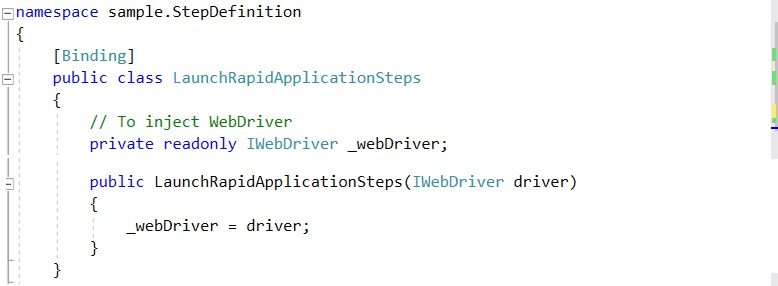 namespace sample.StepDefinition
{
[Binding]
public class LaunchRapidApplicationSteps
{
// To inject WebDriver
private readonly IWebDriver _webDriver;
public LaunchRapidApplicationSteps(IWebDriver driver)
{
_webDriver = driver;
}
}